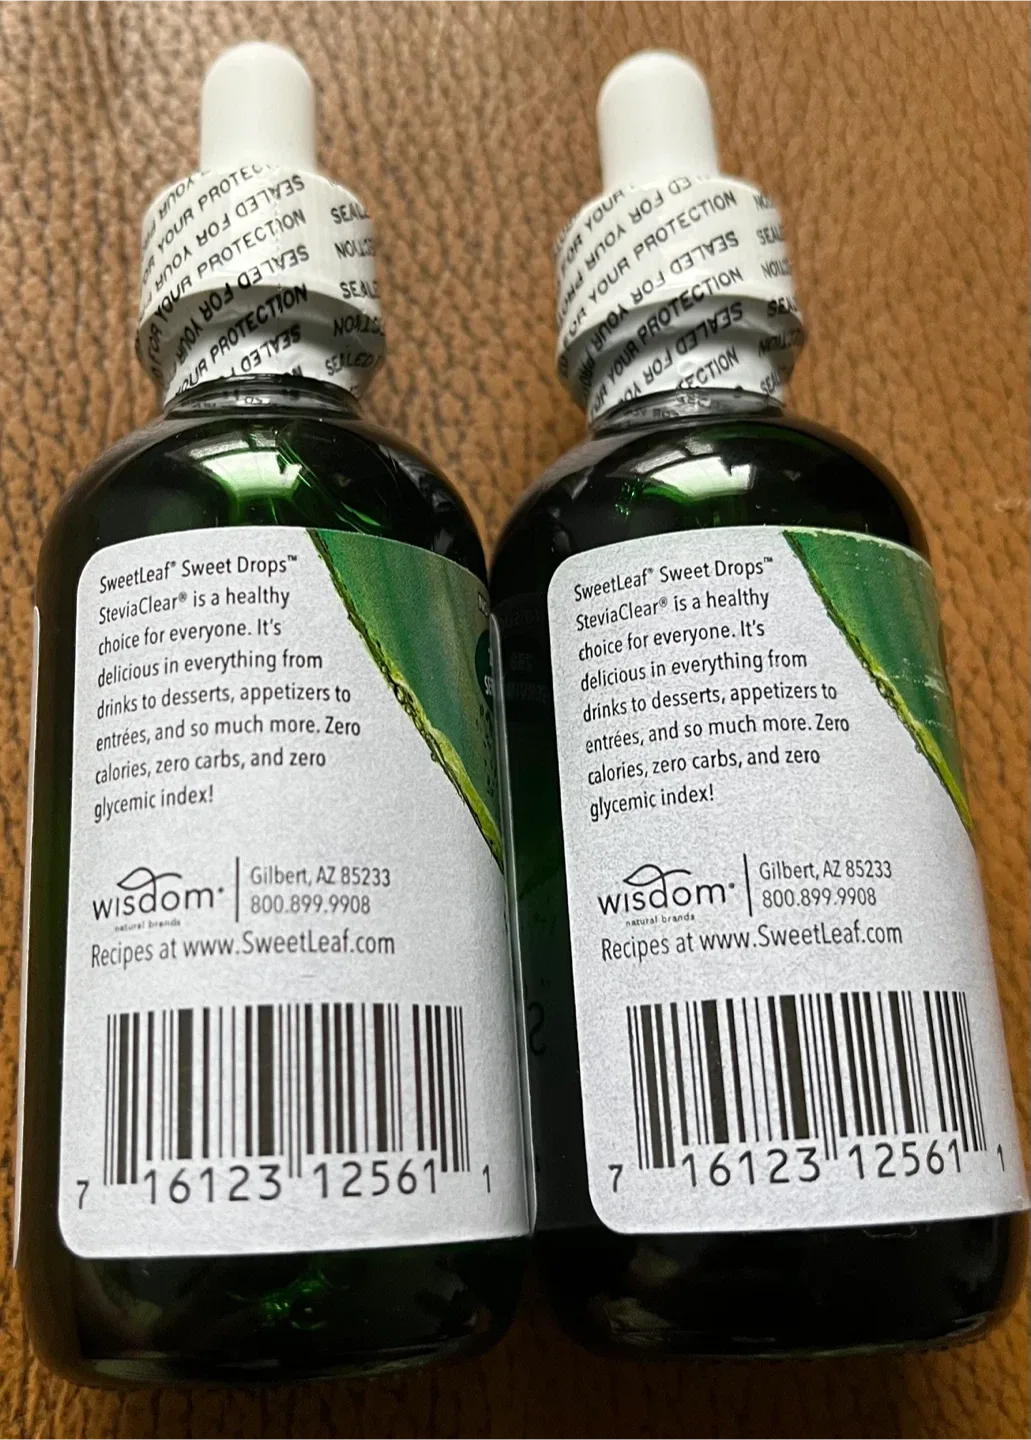 SEALED FOR YOUR PROTECTION
SEALED FOR YOUR PROTECTION
SweetLeaf® Sweet Drops™
SteviaClear® is a healthy
choice for everyone. It's
delicious in everything from
drinks to desserts, appetizers to
entrées, and so much more. Zero
calories, zero carbs, and zero
glycemic index!
wisdom
natural brands
Gilbert, AZ 85233
800.899.9908
Recipes at www.SweetLeaf.com
7 16123 12561 1
SweetLeaf® Sweet Drops™
SteviaClear® is a healthy
choice for everyone. It's
delicious in everything from
drinks to desserts, appetizers to
entrées, and so much more. Zero
calories, zero carbs, and zero
glycemic index!
wisdom
natural brands
Gilbert, AZ 85233
800.899.9908
Recipes at www.SweetLeaf.com
7 16123 12561 1